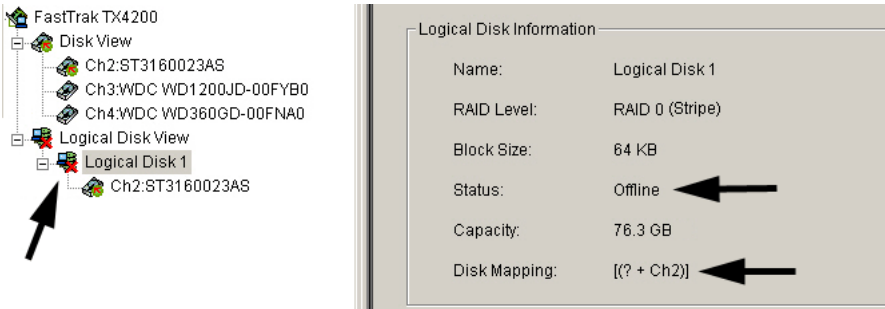 FastTrak TX4200
Disk View
Ch2:ST3160023AS
Ch3:WDC WD1200JD-00FYB0
Ch4:WDC WD360GD-00FNA0
Logical Disk View
Logical Disk 1
Ch2:ST3160023AS
Logical Disk Information
Name: Logical Disk 1
RAID Level: RAID 0 (Stripe)
Block Size: 64 KB
Status: Offline
Capacity: 76.3 GB
Disk Mapping: [(? + Ch2)]